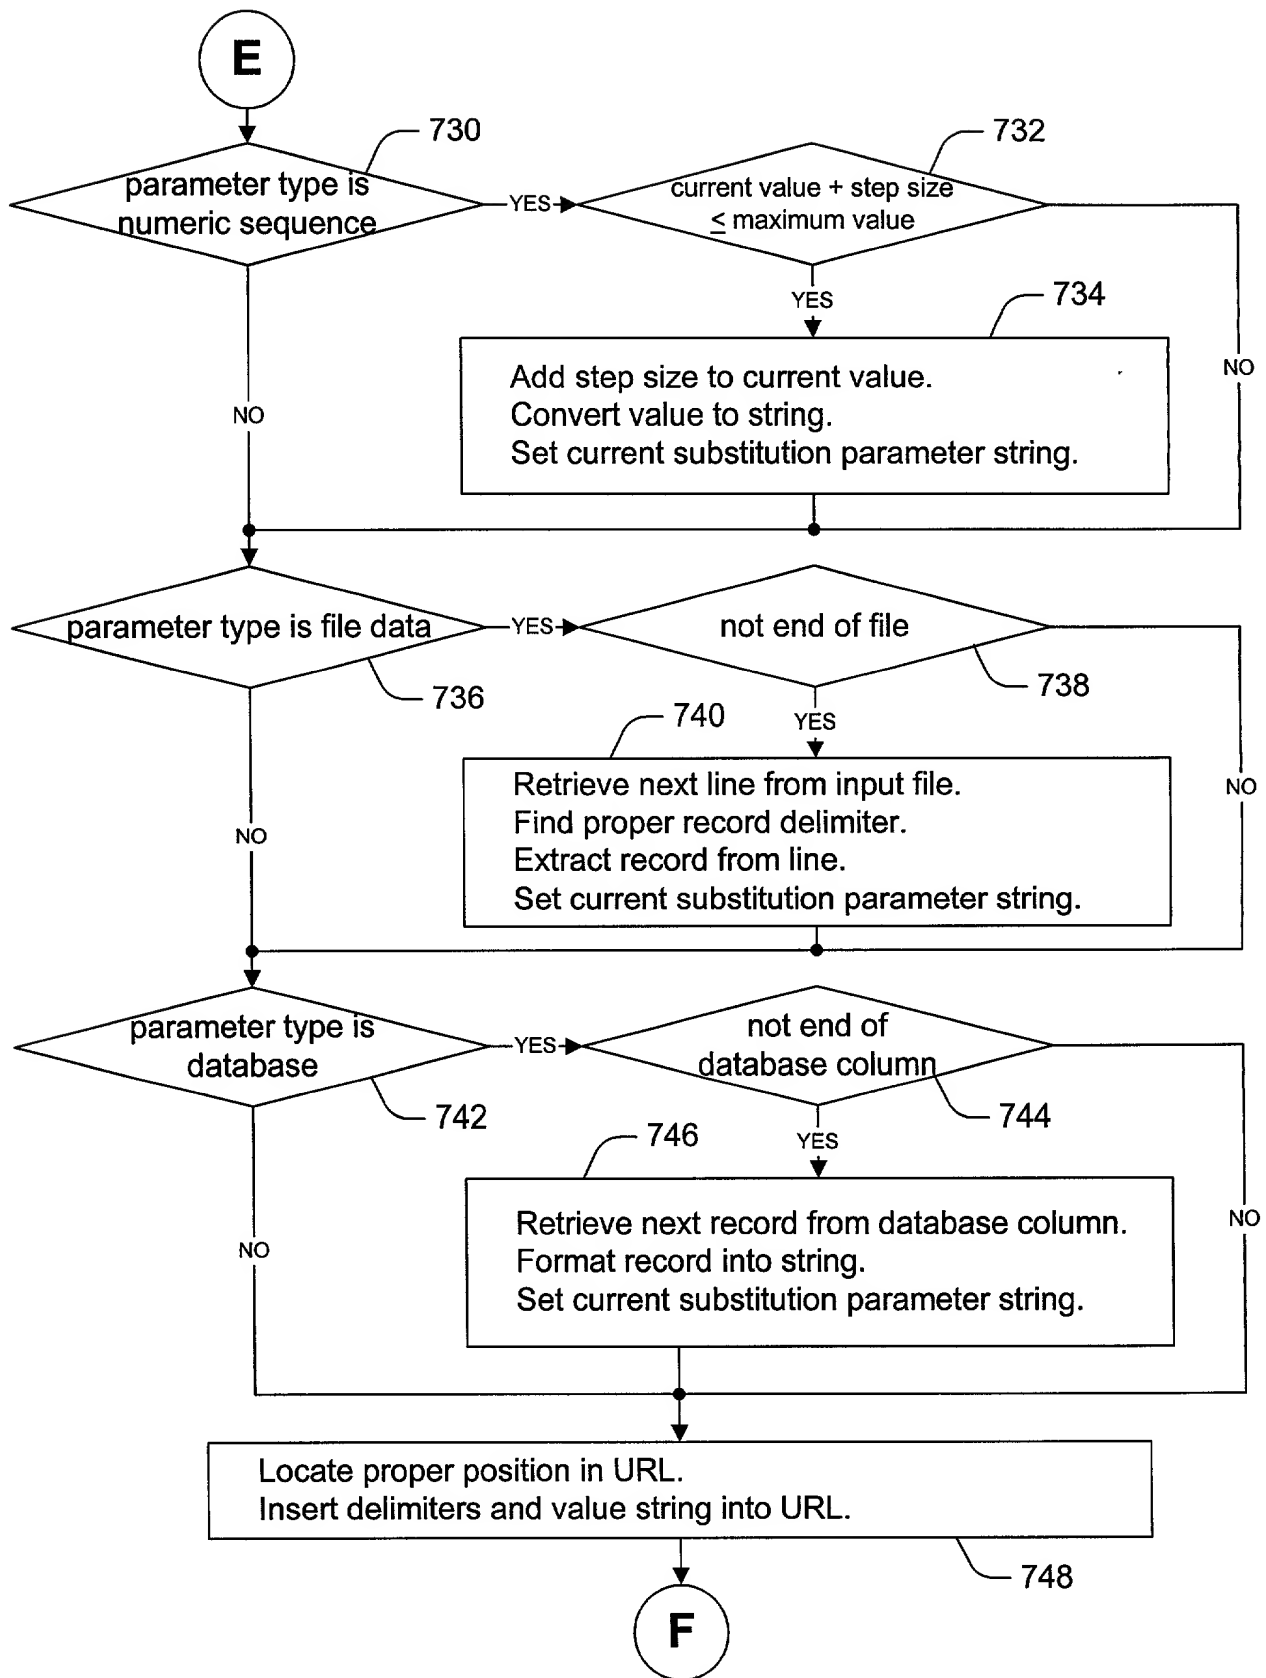 E
730
parameter type is
numeric sequence
YES
732
current value + step size
≤ maximum value
YES
NO
734
Add step size to current value.
Convert value to string.
Set current substitution parameter string.
NO
parameter type is file data
736
YES
not end of file
738
YES
NO
740
Retrieve next line from input file.
Find proper record delimiter.
Extract record from line.
Set current substitution parameter string.
NO
parameter type is
database
742
YES
not end of
database column
744
YES
NO
746
Retrieve next record from database column.
Format record into string.
Set current substitution parameter string.
NO
Locate proper position in URL.
Insert delimiters and value string into URL.
748
F